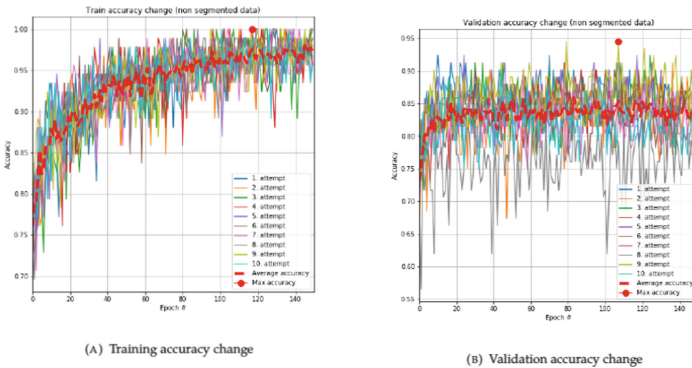 Train accuracy change (non segmented data)
1.00
0.95
0.90
0.85
0.80
0.75
0.70
Accuracy
0
20
40
60
80
100
120
140
Epoch #
1. attempt
2. attempt
3. attempt
4. attempt
5. attempt
6. attempt
7. attempt
8. attempt
9. attempt
10. attempt
Average accuracy
Max accuracy
(A) Training accuracy change
Validation accuracy change (non segmented data)
0.95
0.90
0.85
0.80
0.75
0.70
0.65
0.60
0.55
Accuracy
0
20
40
60
80
100
120
140
Epoch #
1. attempt
2. attempt
3. attempt
4. attempt
5. attempt
6. attempt
7. attempt
8. attempt
9. attempt
10. attempt
Average accuracy
Max accuracy
(B) Validation accuracy change